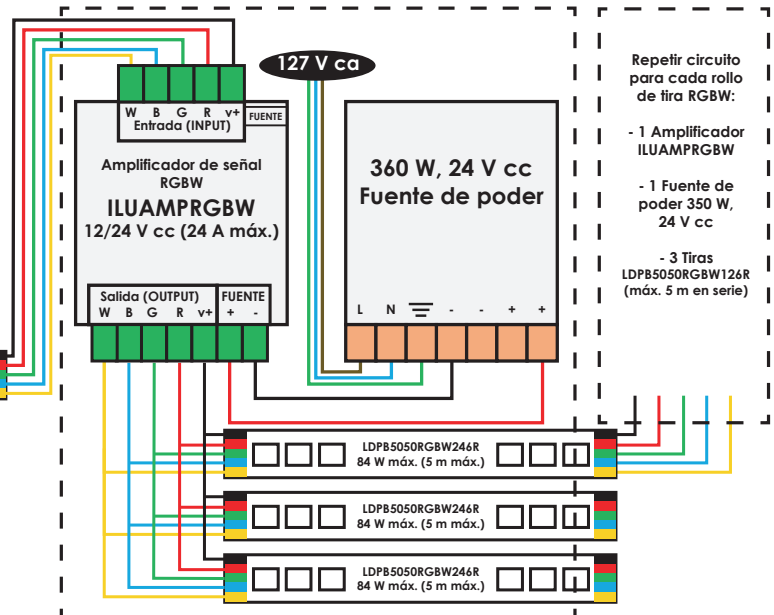 127 V ca
W B G R v+
FUENTE
Entrada (INPUT)
Amplificador de señal
RGBW
ILUAMPRGBW
12/24 V cc (24 A máx.)
Salida (OUTPUT) FUENTE
W B G R v+ + -
360 W, 24 V cc
Fuente de poder
L N - - + +
LDPB5050RGBW246R
84 W máx. (5 m máx.)
LDPB5050RGBW246R
84 W máx. (5 m máx.)
LDPB5050RGBW246R
84 W máx. (5 m máx.)
Repetir circuito
para cada rollo
de tira RGBW:
- 1 Amplificador
ILUAMPRGBW
- 1 Fuente de
poder 350 W,
24 V cc
- 3 Tiras
LDPB5050RGBW126R
(máx. 5 m en serie)